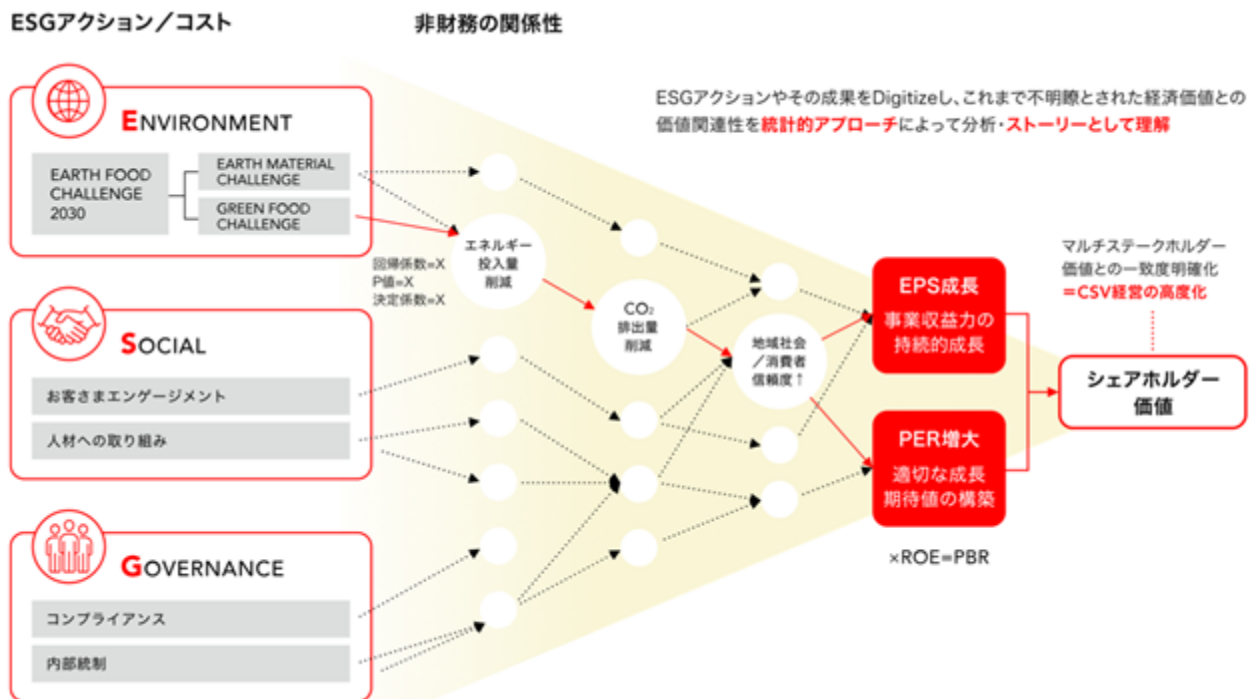 ESGアクション／コスト
非財務の関係性
ESGアクションやその成果をDigitizeし、これまで不明瞭とされた経済価値との
価値関連性を統計的アプローチによって分析・ストーリーとして理解
ENVIRONMENT
EARTH FOOD
CHALLENGE
2030
EARTH MATERIAL
CHALLENGE
GREEN FOOD
CHALLENGE
回帰係数=X
P値=X
決定係数=X
エネルギー
投入量
削減
CO₂
排出量
削減
地域社会
／消費者
信頼度↑
EPS成長
事業収益力の
持続的成長
マルチステークホルダー
価値との一致度明確化
＝CSV経営の高度化
シェアホルダー
価値
SOCIAL
お客さまエンゲージメント
人材への取り組み
PER増大
適切な成長
期待値の構築
×ROE=PBR
GOVERNANCE
コンプライアンス
内部統制